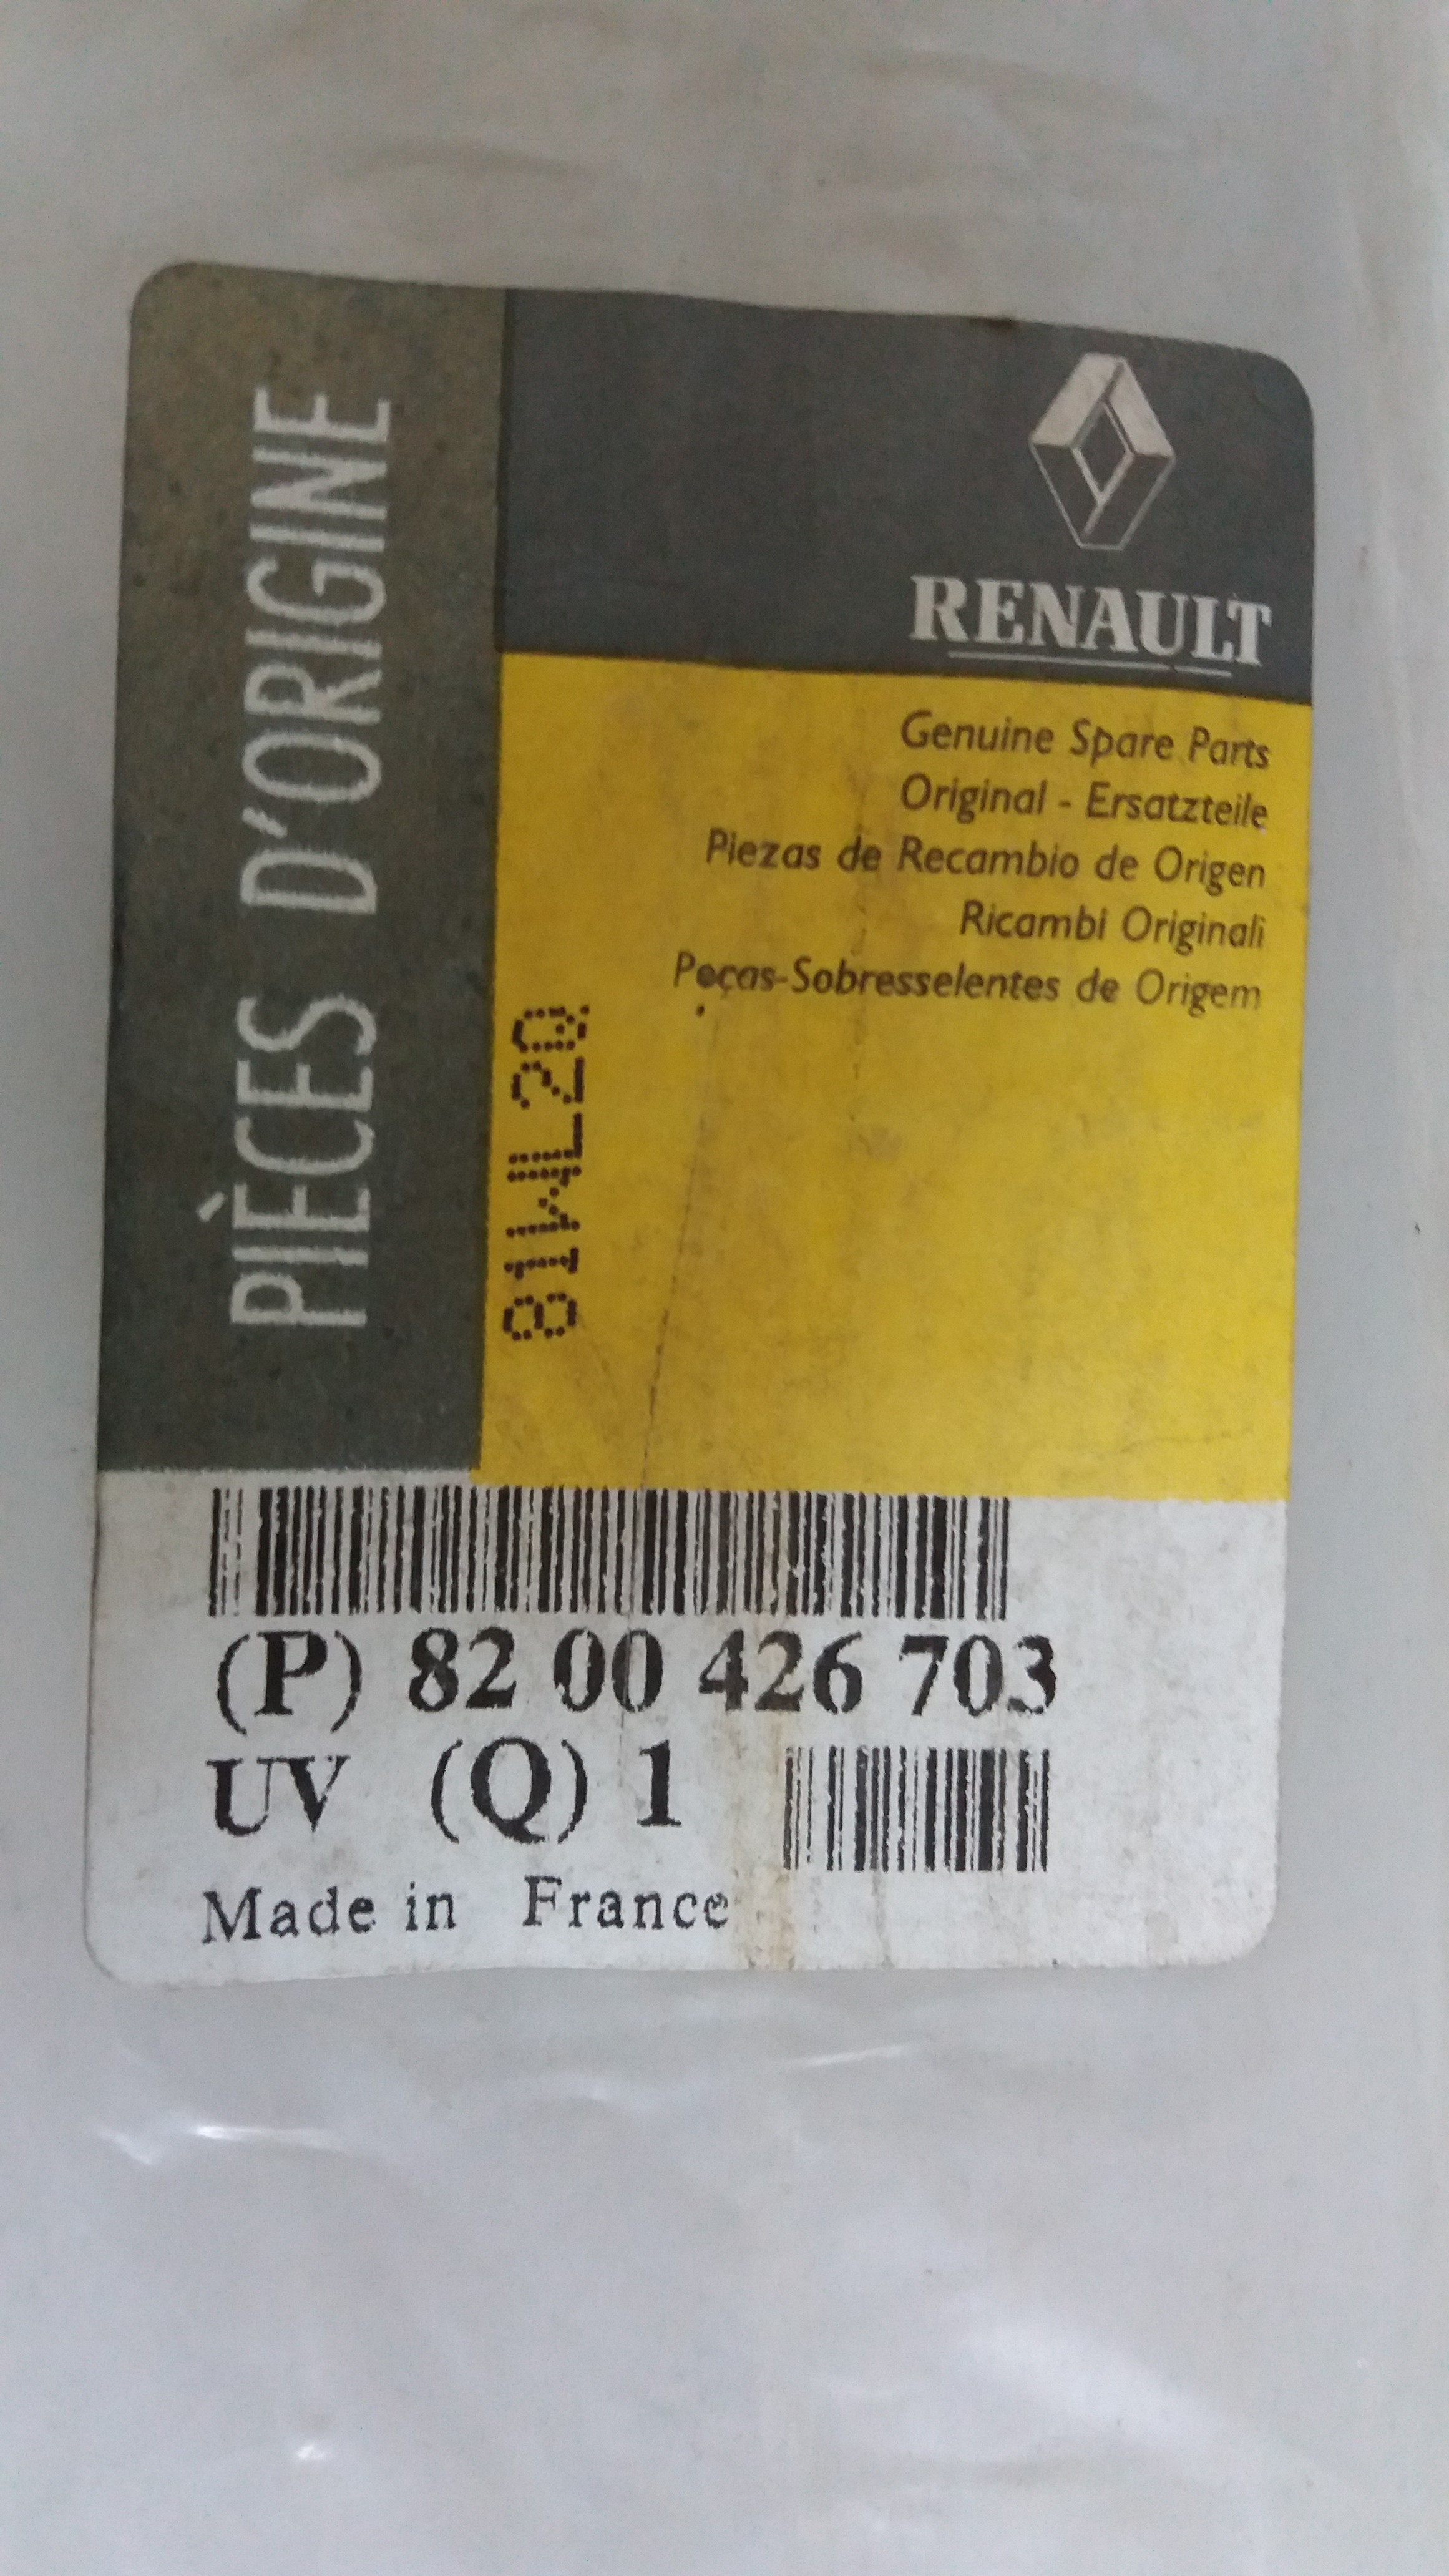 PIÈCES D'ORIGINE
RENAULT
Genuine Spare Parts
Original - Ersatzteile
Piezas de Recambio de Origen
Ricambi Originali
Peças-Sobresselentes de Origem
81WL20
(P) 82 00 426 703
UV (Q) 1
Made in France